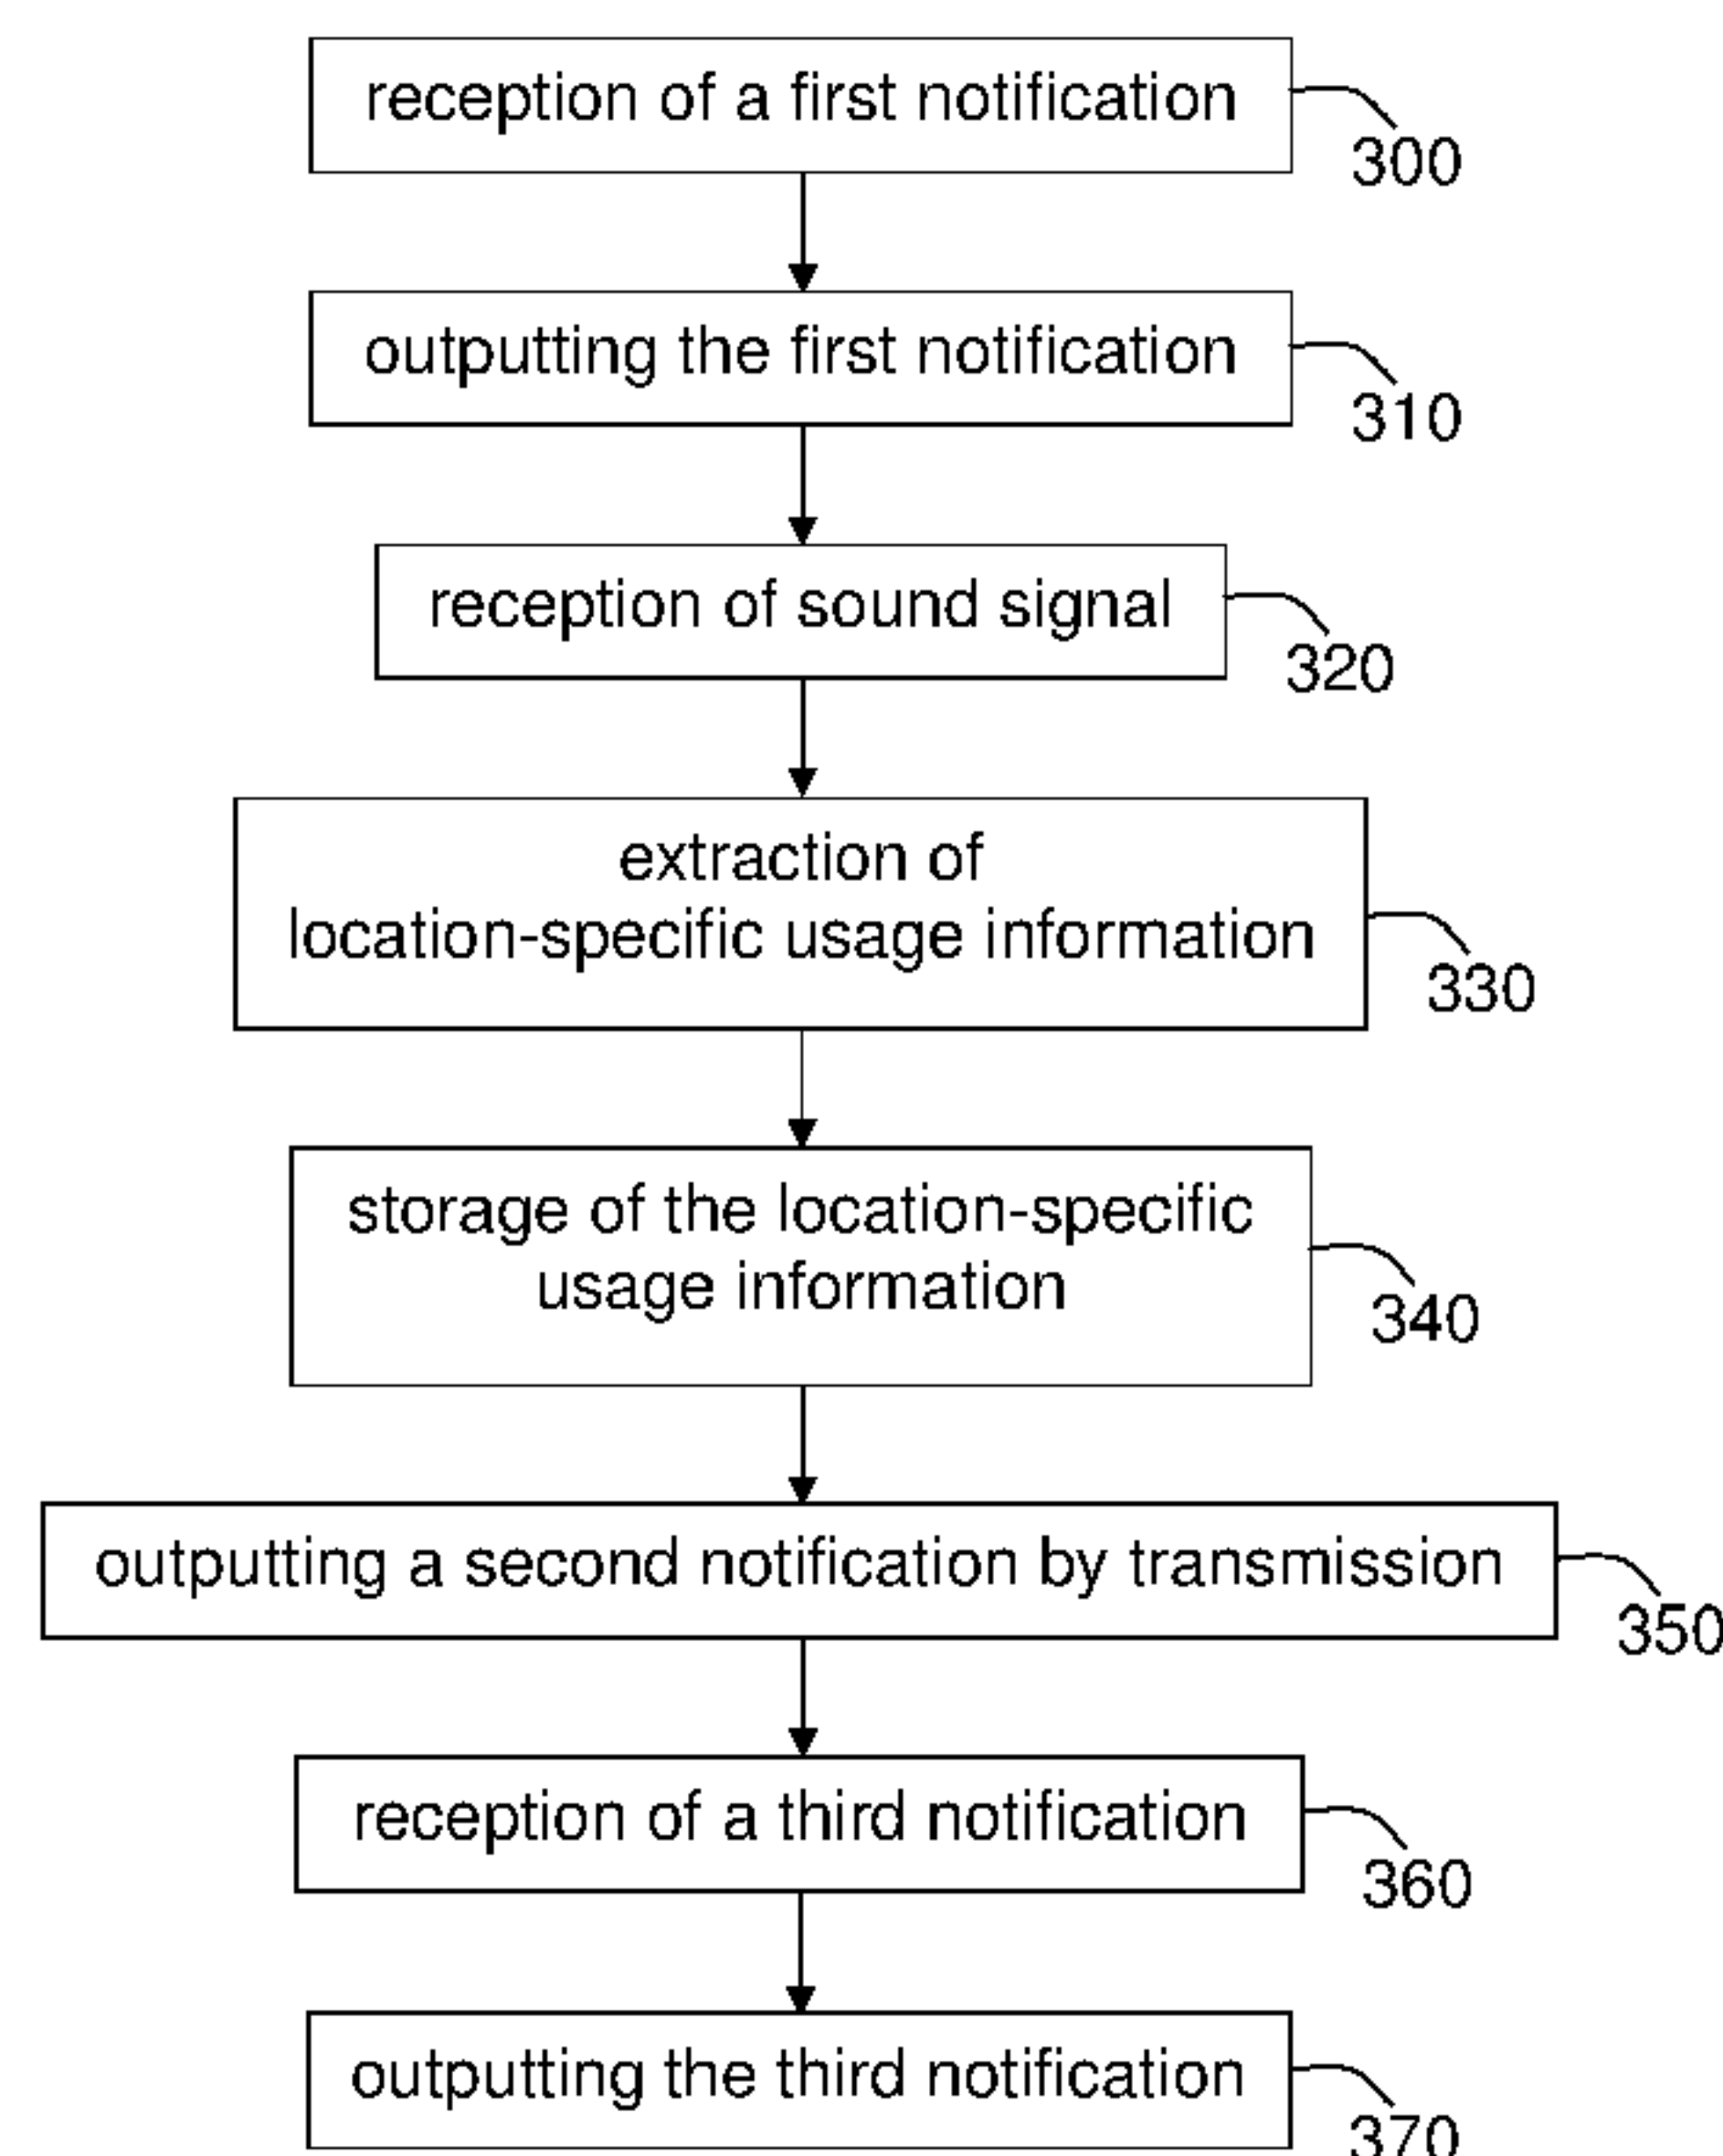 reception of a first notification
300
outputting the first notification
310
reception of sound signal
320
extraction of
location-specific usage information
330
storage of the location-specific
usage information
340
outputting a second notification by transmission
350
reception of a third notification
360
outputting the third notification
370